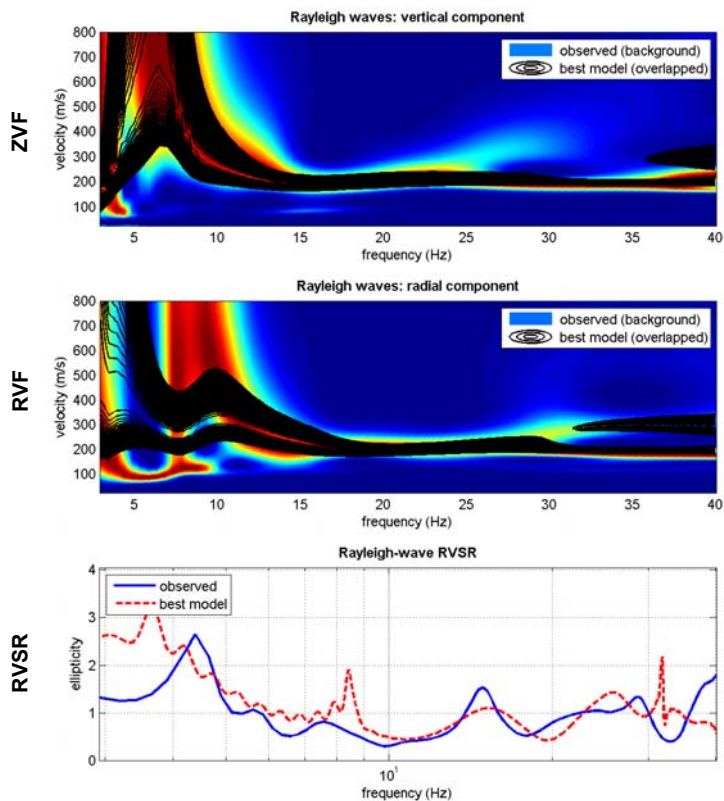 Rayleigh waves: vertical component
ZVF
velocity (m/s)
800
700
600
500
400
300
200
100
observed (background)
best model (overlapped)
5 10 15 20 25 30 35 40
frequency (Hz)
Rayleigh waves: radial component
RVF
velocity (m/s)
800
700
600
500
400
300
200
100
observed (background)
best model (overlapped)
5 10 15 20 25 30 35 40
frequency (Hz)
Rayleigh-wave RVSR
RVSR
ellipticity
4
3
2
1
0
observed
best model
10¹
frequency (Hz)